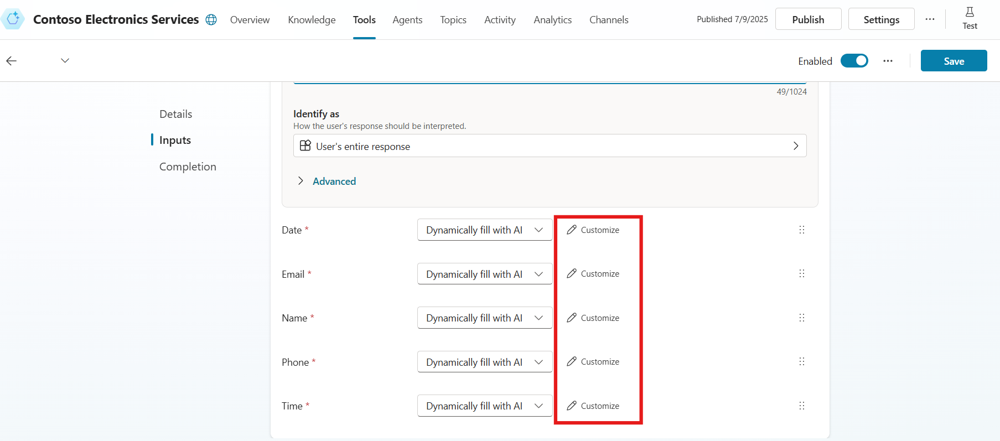 Contoso Electronics Services Overview Knowledge Tools Agents Topics Activity Analytics Channels Published 7/9/2025 Publish Settings ... Test
Enabled ... Save
49/1024
Details
Inputs
Completion
Identify as
How the user's response should be interpreted.
User's entire response
Advanced
Date * Dynamically fill with AI Customize
Email * Dynamically fill with AI Customize
Name * Dynamically fill with AI Customize
Phone * Dynamically fill with AI Customize
Time * Dynamically fill with AI Customize